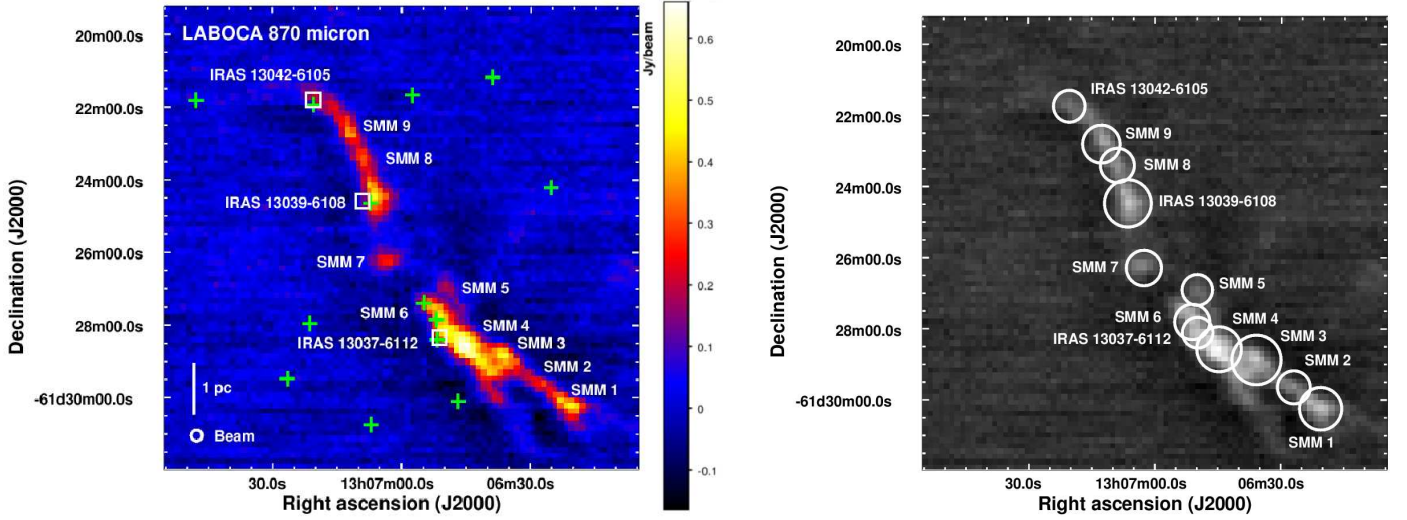 LABOCA 870 micron
IRAS 13042-6105
SMM 9
SMM 8
IRAS 13039-6108
SMM 7
SMM 5
SMM 6
SMM 4
IRAS 13037-6112
SMM 3
SMM 2
SMM 1
1 pc
Beam
20m00.0s
22m00.0s
24m00.0s
26m00.0s
28m00.0s
-61d30m00.0s
Declination (J2000)
30.0s
13h07m00.0s
06m30.0s
Right ascension (J2000)
Jy/beam
0.6
0.5
0.4
0.3
0.2
0.1
0
-0.1
20m00.0s
22m00.0s
24m00.0s
26m00.0s
28m00.0s
-61d30m00.0s
Declination (J2000)
IRAS 13042-6105
SMM 9
SMM 8
IRAS 13039-6108
SMM 7
SMM 5
SMM 6
SMM 4
IRAS 13037-6112
SMM 3
SMM 2
SMM 1
30.0s
13h07m00.0s
06m30.0s
Right ascension (J2000)